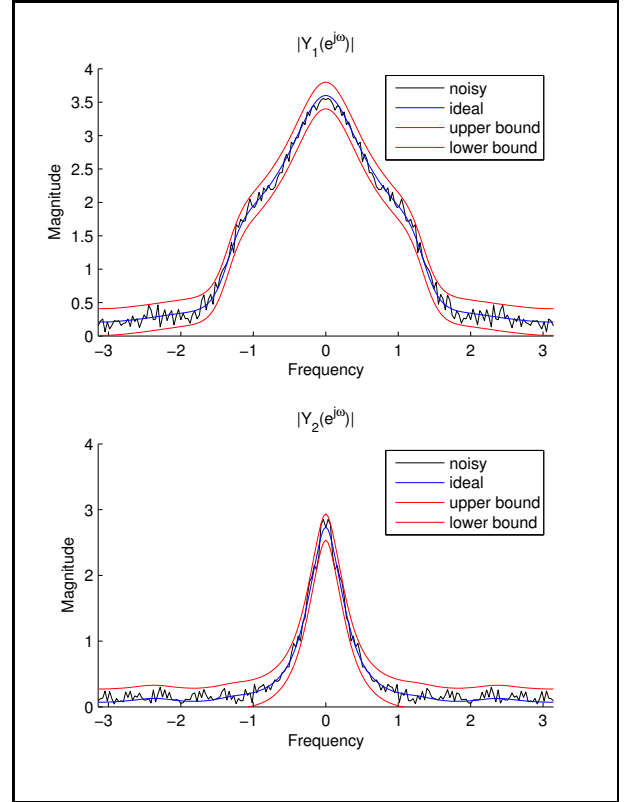 |Y₁(e^jω)|
4
3.5
3
2.5
2
1.5
1
0.5
0
Magnitude
noisy
ideal
upper bound
lower bound
−3 −2 −1 0 1 2 3
Frequency
|Y₂(e^jω)|
4
3
2
1
0
Magnitude
noisy
ideal
upper bound
lower bound
−3 −2 −1 0 1 2 3
Frequency